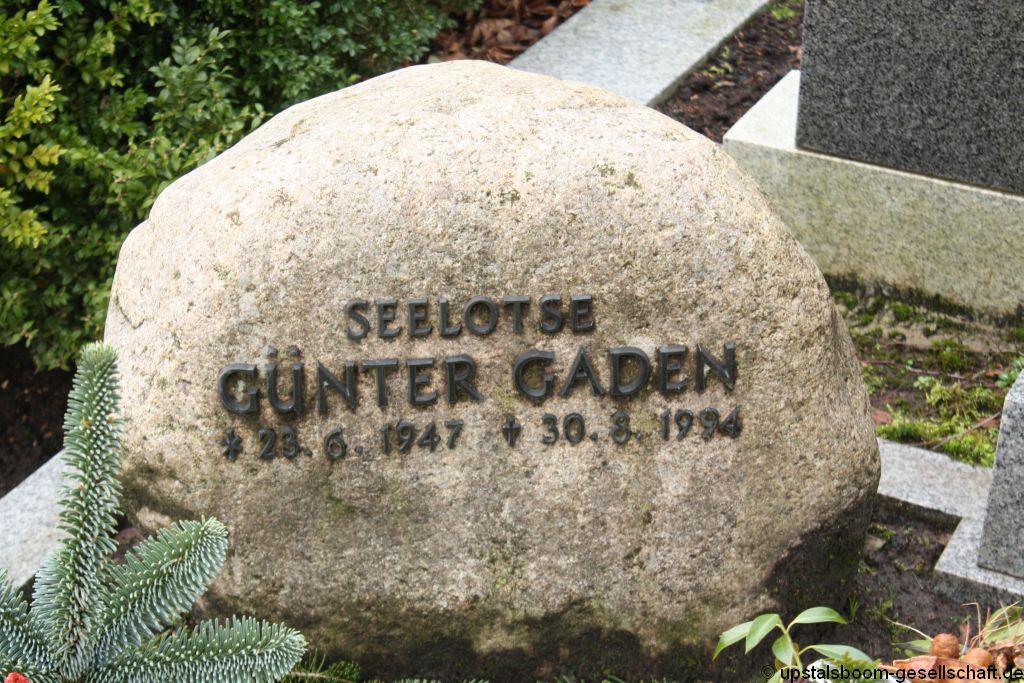 SEELOTSE
GÜNTER GADEN
* 23. 6. 1947 † 30. 8. 1994
© upstalsboom-gesellschaft.de